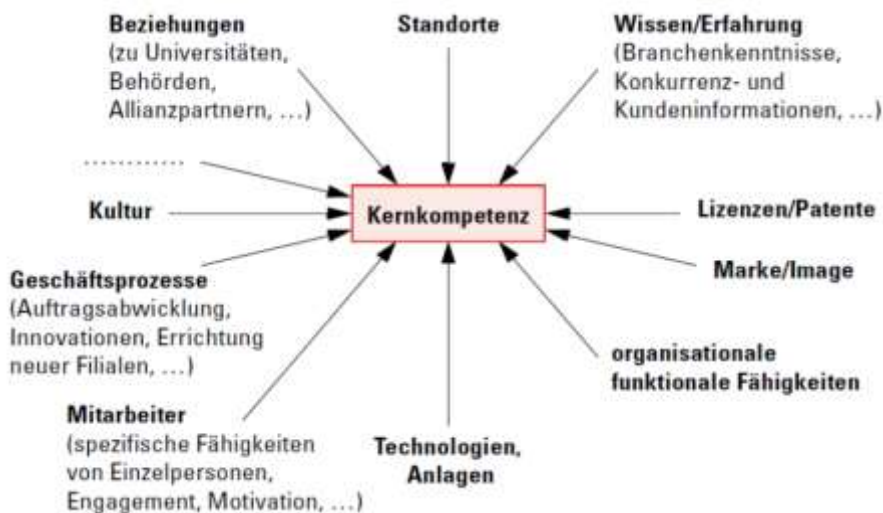 Beziehungen
(zu Universitäten,
Behörden,
Allianzpartnern, …)
Standorte
Wissen/Erfahrung
(Branchenkenntnisse,
Konkurrenz- und
Kundeninformationen, …)
............
Kultur
Kernkompetenz
Lizenzen/Patente
Marke/Image
Geschäftsprozesse
(Auftragsabwicklung,
Innovationen, Errichtung
neuer Filialen, …)
organisationale
funktionale Fähigkeiten
Mitarbeiter
(spezifische Fähigkeiten
von Einzelpersonen,
Engagement, Motivation, …)
Technologien,
Anlagen